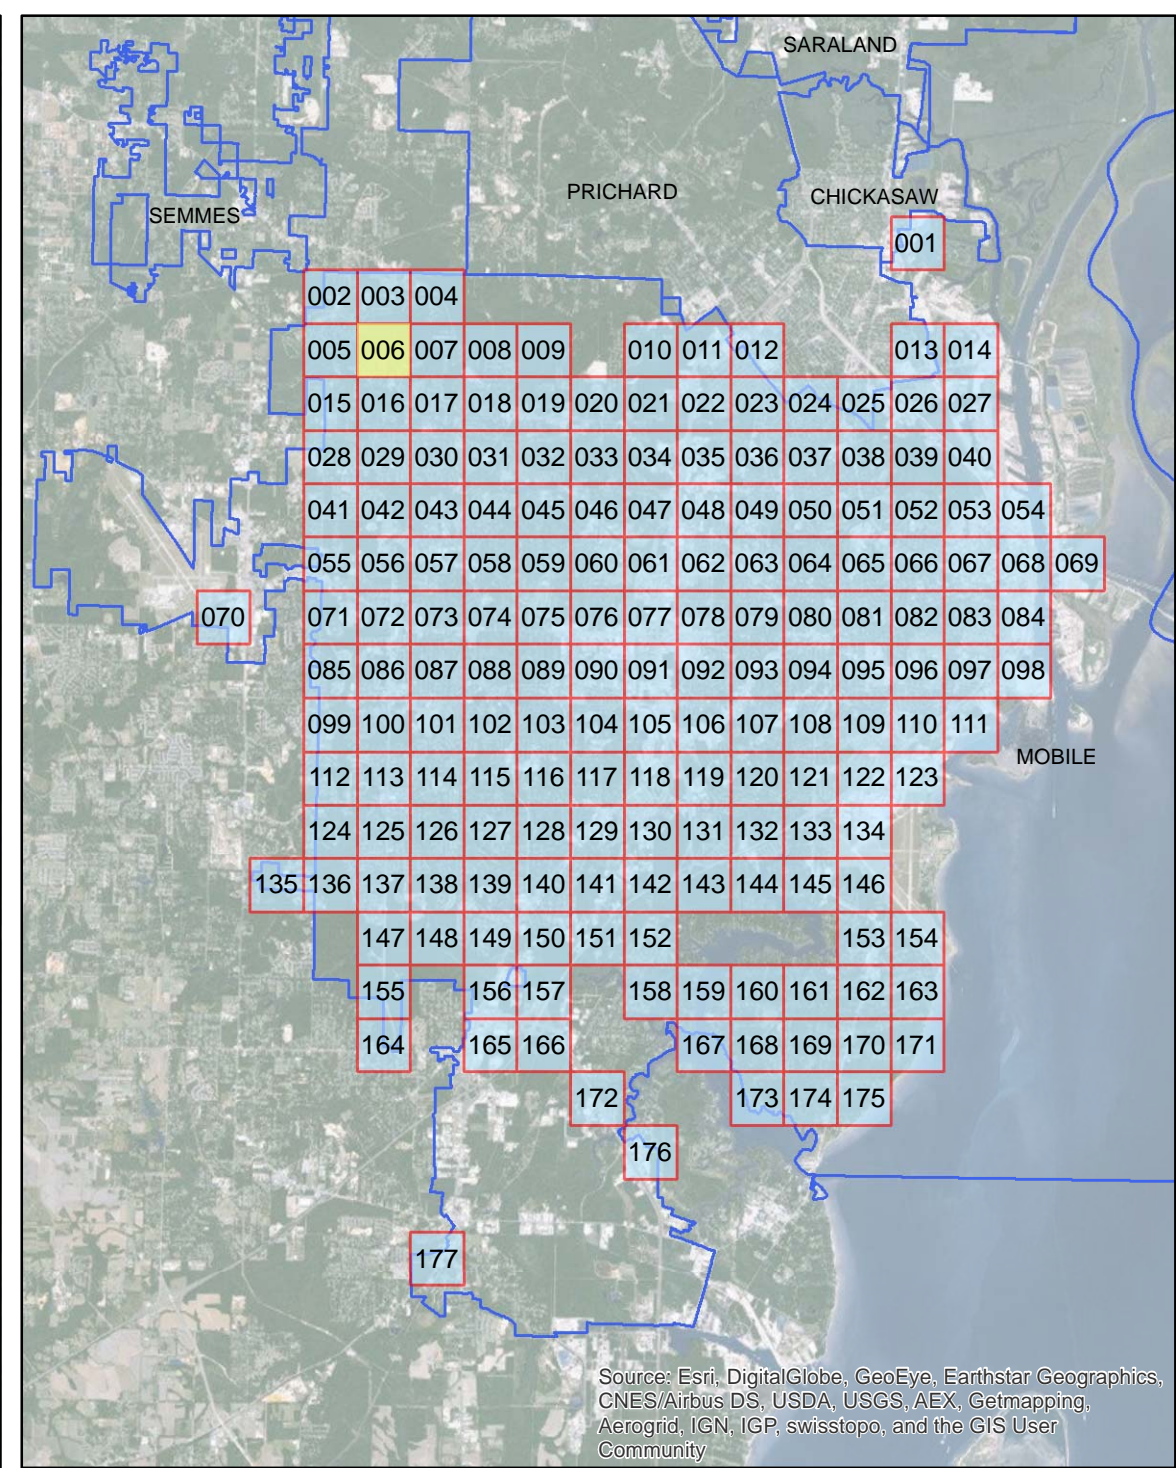 SARALAND
PRICHARD
CHICKASAW
SEMMES
001
002 003 004
005 006 007 008 009 010 011 012 013 014
015 016 017 018 019 020 021 022 023 024 025 026 027
028 029 030 031 032 033 034 035 036 037 038 039 040
041 042 043 044 045 046 047 048 049 050 051 052 053 054
055 056 057 058 059 060 061 062 063 064 065 066 067 068 069
070 071 072 073 074 075 076 077 078 079 080 081 082 083 084
085 086 087 088 089 090 091 092 093 094 095 096 097 098
099 100 101 102 103 104 105 106 107 108 109 110 111
MOBILE
112 113 114 115 116 117 118 119 120 121 122 123
124 125 126 127 128 129 130 131 132 133 134
135 136 137 138 139 140 141 142 143 144 145 146
147 148 149 150 151 152 153 154
155 156 157 158 159 160 161 162 163
164 165 166 167 168 169 170 171
172 173 174 175
176
177
Source: Esri, DigitalGlobe, GeoEye, Earthstar Geographics,
CNES/Airbus DS, USDA, USGS, AEX, Getmapping,
Aerogrid, IGN, IGP, swisstopo, and the GIS User
Community